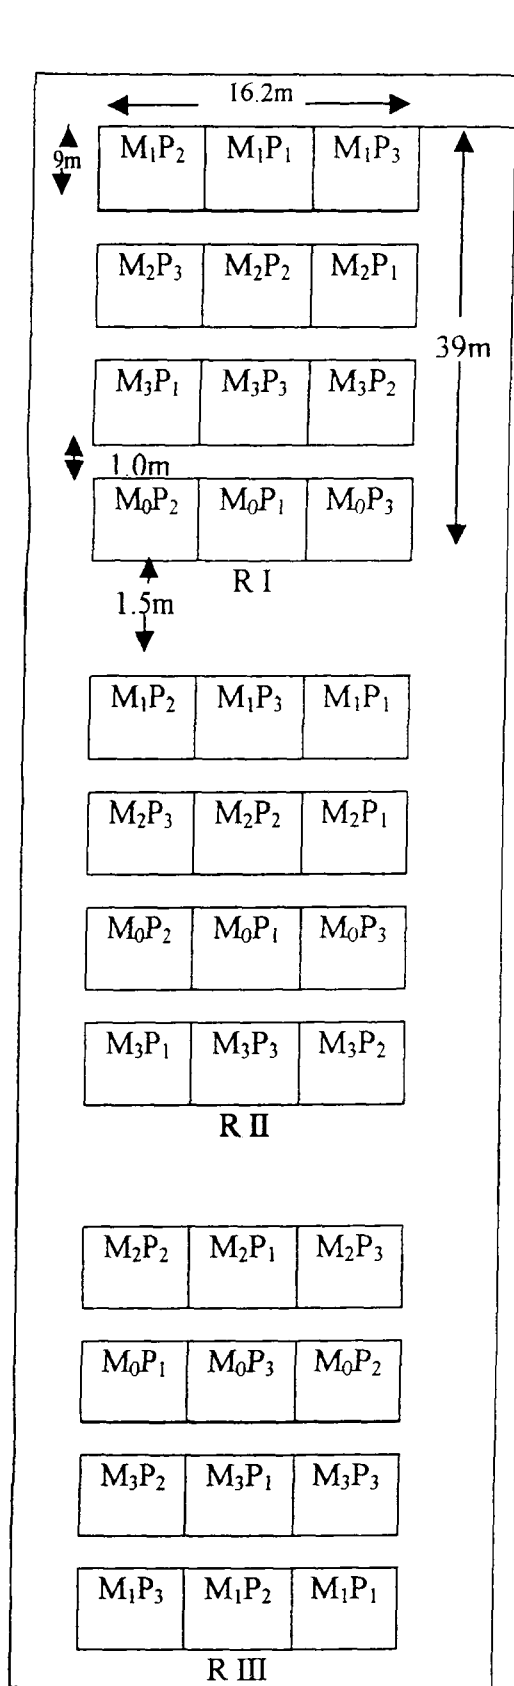 16.2m
9m
M₁P₂ M₁P₁ M₁P₃
M₂P₃ M₂P₂ M₂P₁
39m
M₃P₁ M₃P₃ M₃P₂
1.0m
M₀P₂ M₀P₁ M₀P₃
R I
1.5m
M₁P₂ M₁P₃ M₁P₁
M₂P₃ M₂P₂ M₂P₁
M₀P₂ M₀P₁ M₀P₃
M₃P₁ M₃P₃ M₃P₂
R II
M₂P₂ M₂P₁ M₂P₃
M₀P₁ M₀P₃ M₀P₂
M₃P₂ M₃P₁ M₃P₃
M₁P₃ M₁P₂ M₁P₁
R III